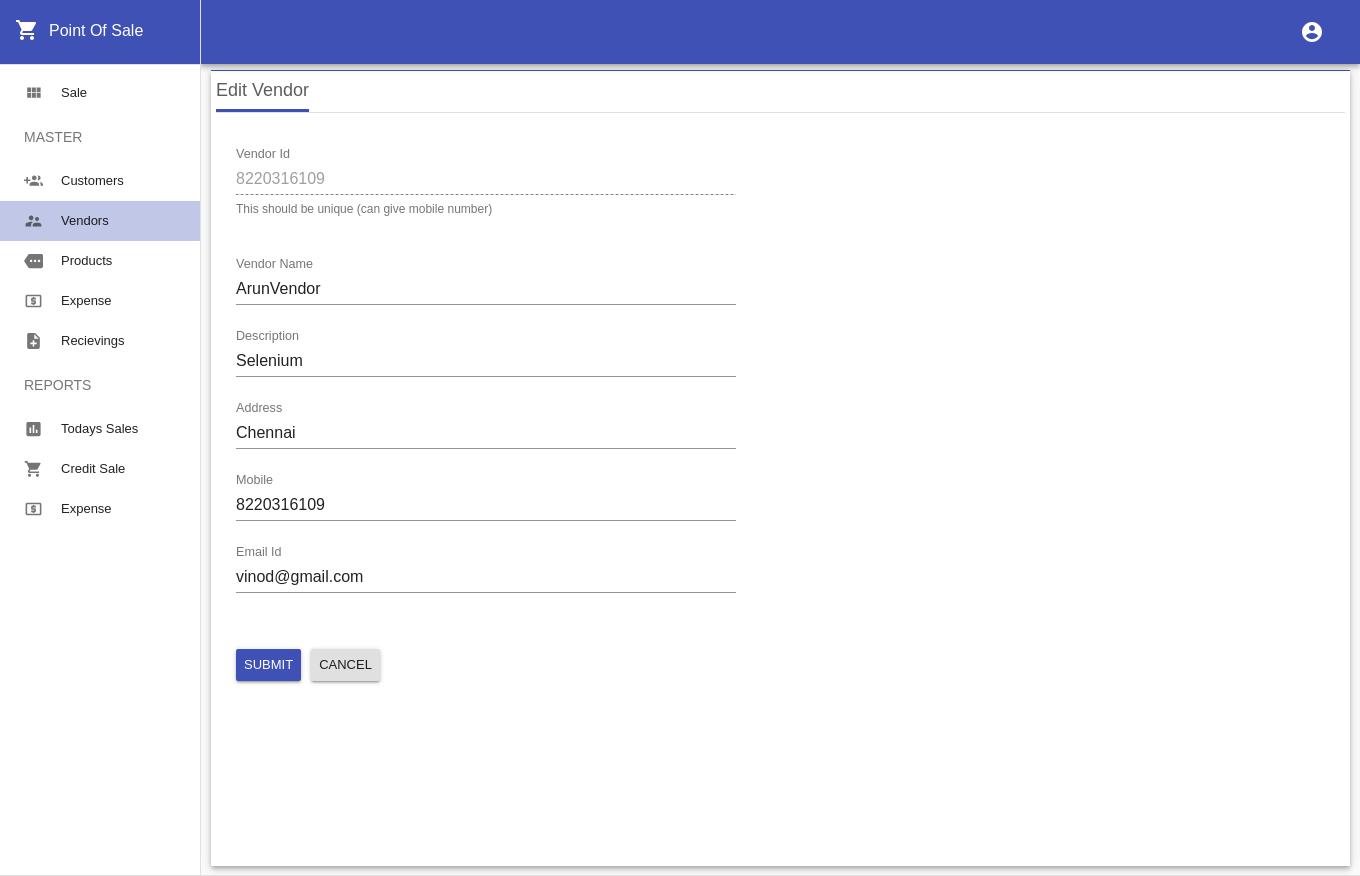 Point Of Sale
Sale
MASTER
Customers
Vendors
Products
Expense
Recievings
REPORTS
Todays Sales
Credit Sale
Expense
Edit Vendor
Vendor Id
8220316109
This should be unique (can give mobile number)
Vendor Name
ArunVendor
Description
Selenium
Address
Chennai
Mobile
8220316109
Email Id
vinod@gmail.com
SUBMIT CANCEL